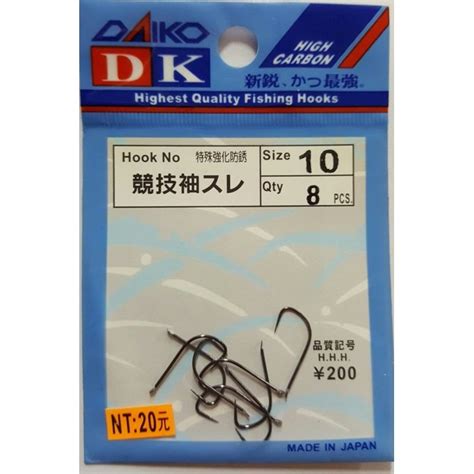 DAIKO
DK
HIGH
CARBON
新鋭、かつ最強。
Highest Quality Fishing Hooks
Hook No 特殊強化防銹
競技袖スレ
Size 10
Qty 8 PCS.
品質記号
H.H.H.
¥200
NT:20元
MADE IN JAPAN